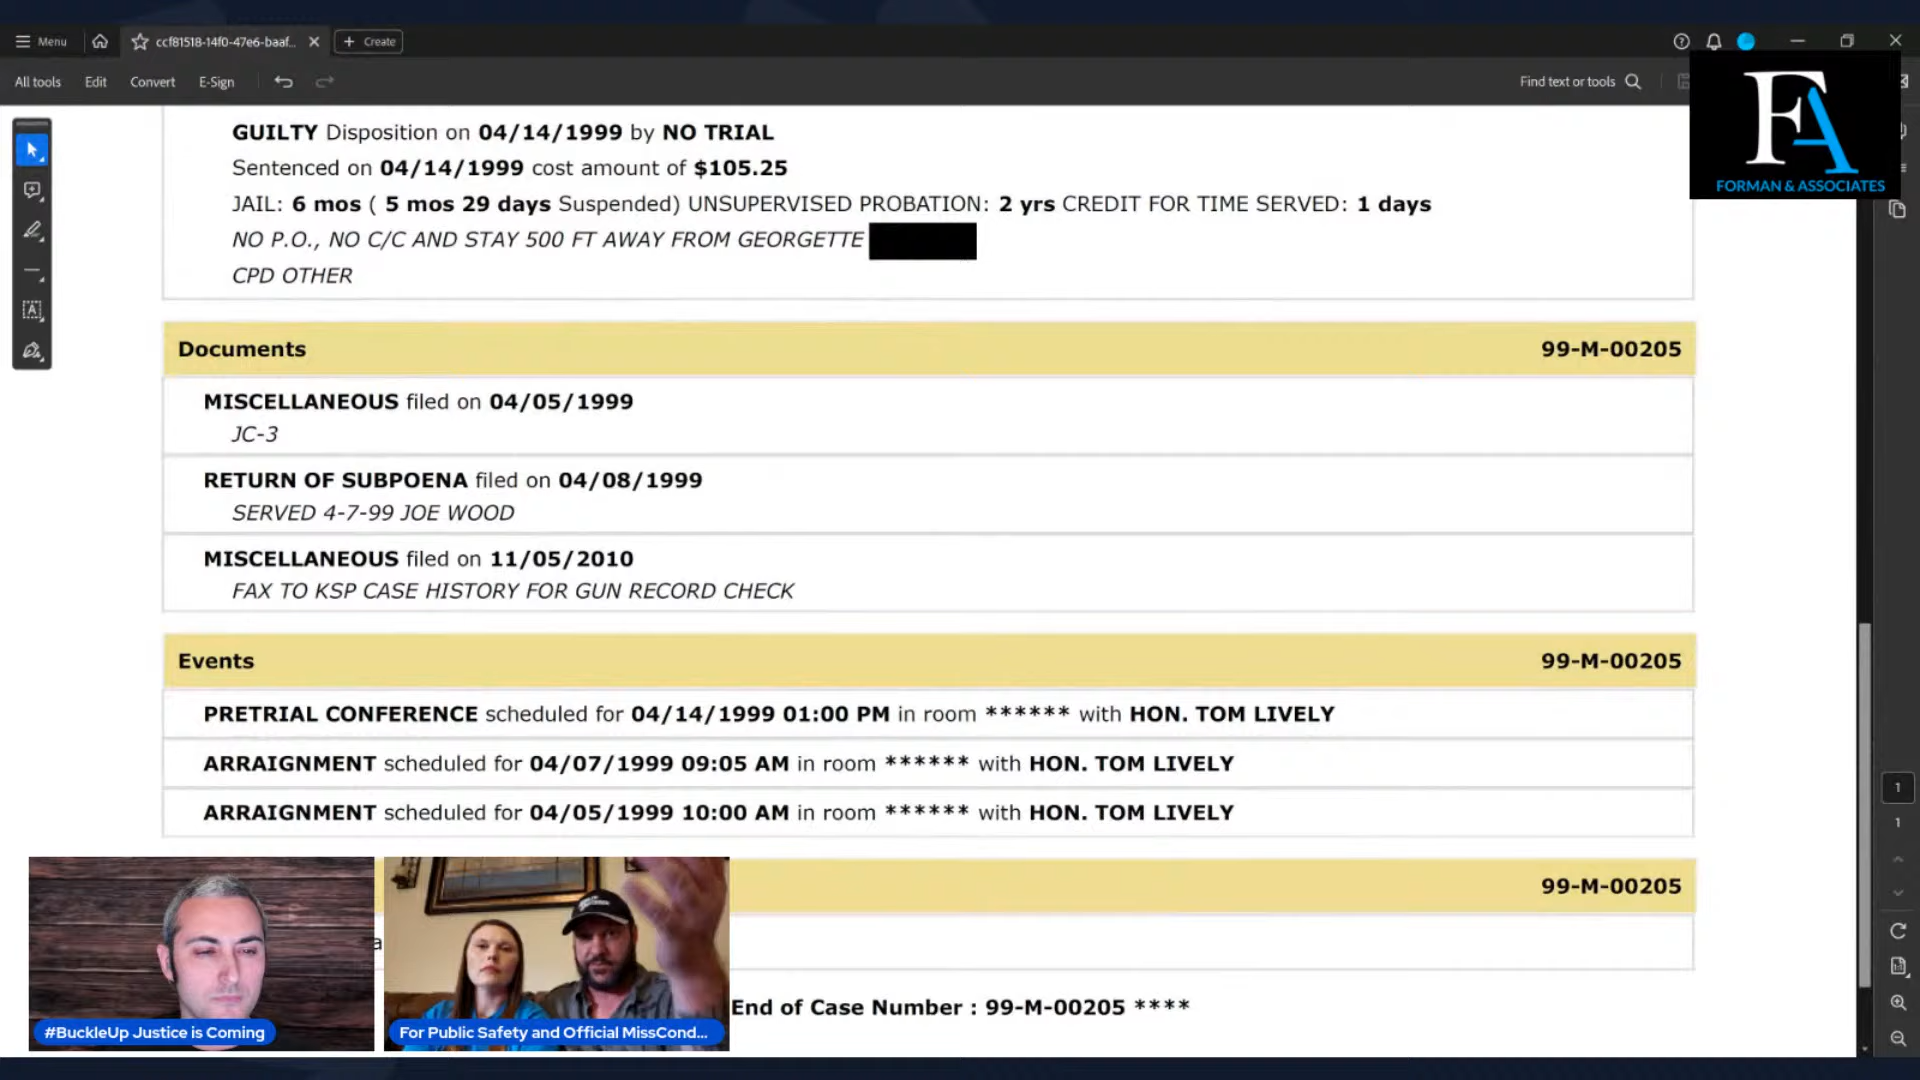 Menu
ccf81518-14f0-47e6-baaf...
Create
All tools
Edit
Convert
E-Sign
Find text or tools
FA
FORMAN & ASSOCIATES
GUILTY Disposition on 04/14/1999 by NO TRIAL
Sentenced on 04/14/1999 cost amount of $105.25
JAIL: 6 mos ( 5 mos 29 days Suspended) UNSUPERVISED PROBATION: 2 yrs CREDIT FOR TIME SERVED: 1 days
NO P.O., NO C/C AND STAY 500 FT AWAY FROM GEORGETTE
CPD OTHER
Documents 99-M-00205
MISCELLANEOUS filed on 04/05/1999
JC-3
RETURN OF SUBPOENA filed on 04/08/1999
SERVED 4-7-99 JOE WOOD
MISCELLANEOUS filed on 11/05/2010
FAX TO KSP CASE HISTORY FOR GUN RECORD CHECK
Events 99-M-00205
PRETRIAL CONFERENCE scheduled for 04/14/1999 01:00 PM in room ****** with HON. TOM LIVELY
ARRAIGNMENT scheduled for 04/07/1999 09:05 AM in room ****** with HON. TOM LIVELY
ARRAIGNMENT scheduled for 04/05/1999 10:00 AM in room ****** with HON. TOM LIVELY
99-M-00205
End of Case Number : 99-M-00205 ****
1
1
#BuckleUp Justice is Coming
For Public Safety and Official MissCond...